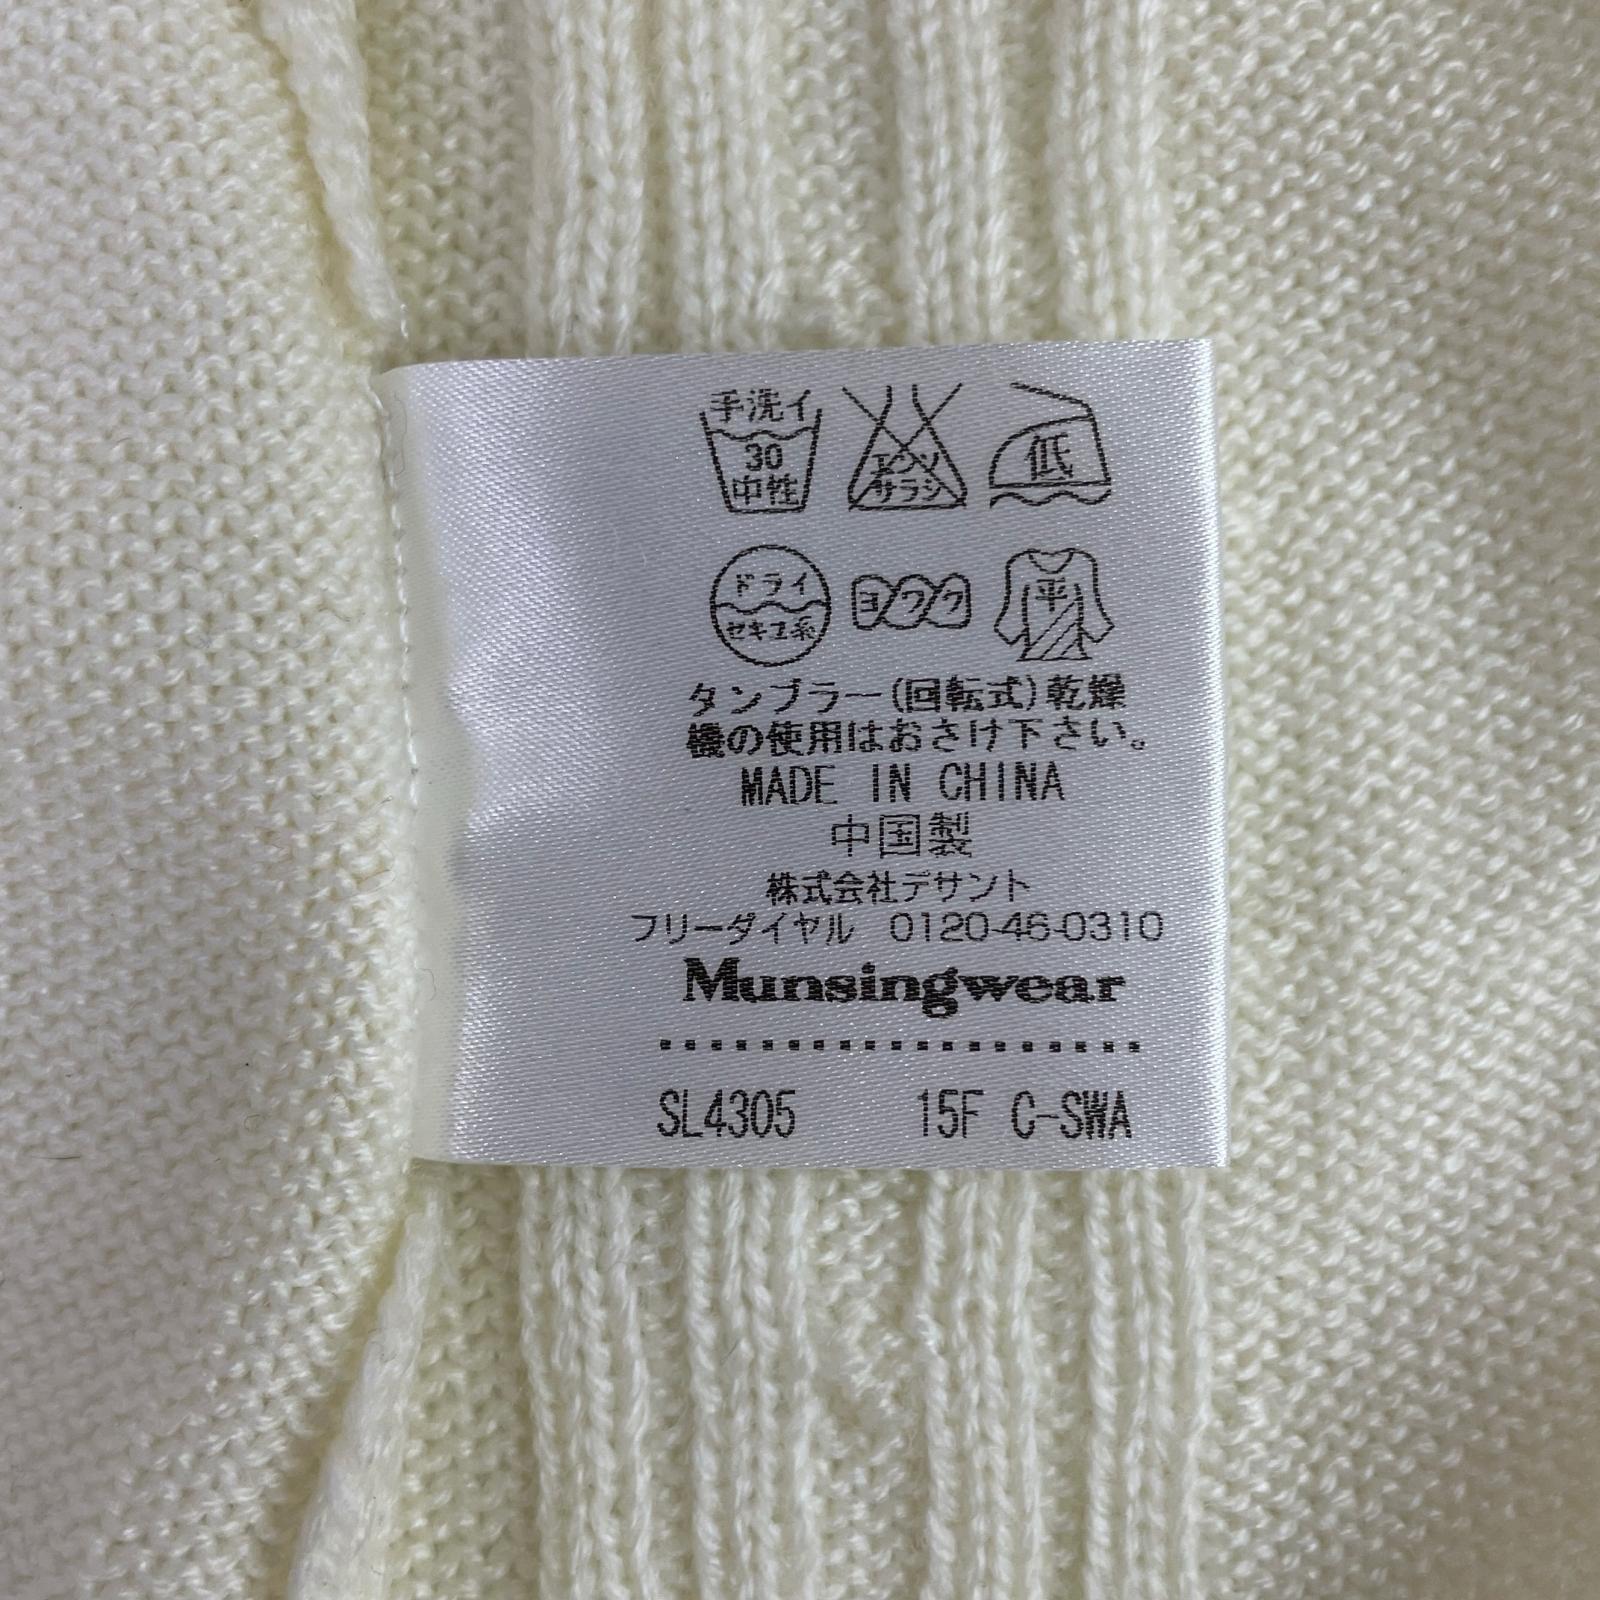 手洗イ
30
中性
エンソ
サラシ
低
ドライ
セキユ系
ヨワク
平
タンブラー(回転式)乾燥
機の使用はおさけ下さい。
MADE IN CHINA
中国製
株式会社デサント
フリーダイヤル 0120-46-0310
Munsingwear
SL4305 15F C-SWA